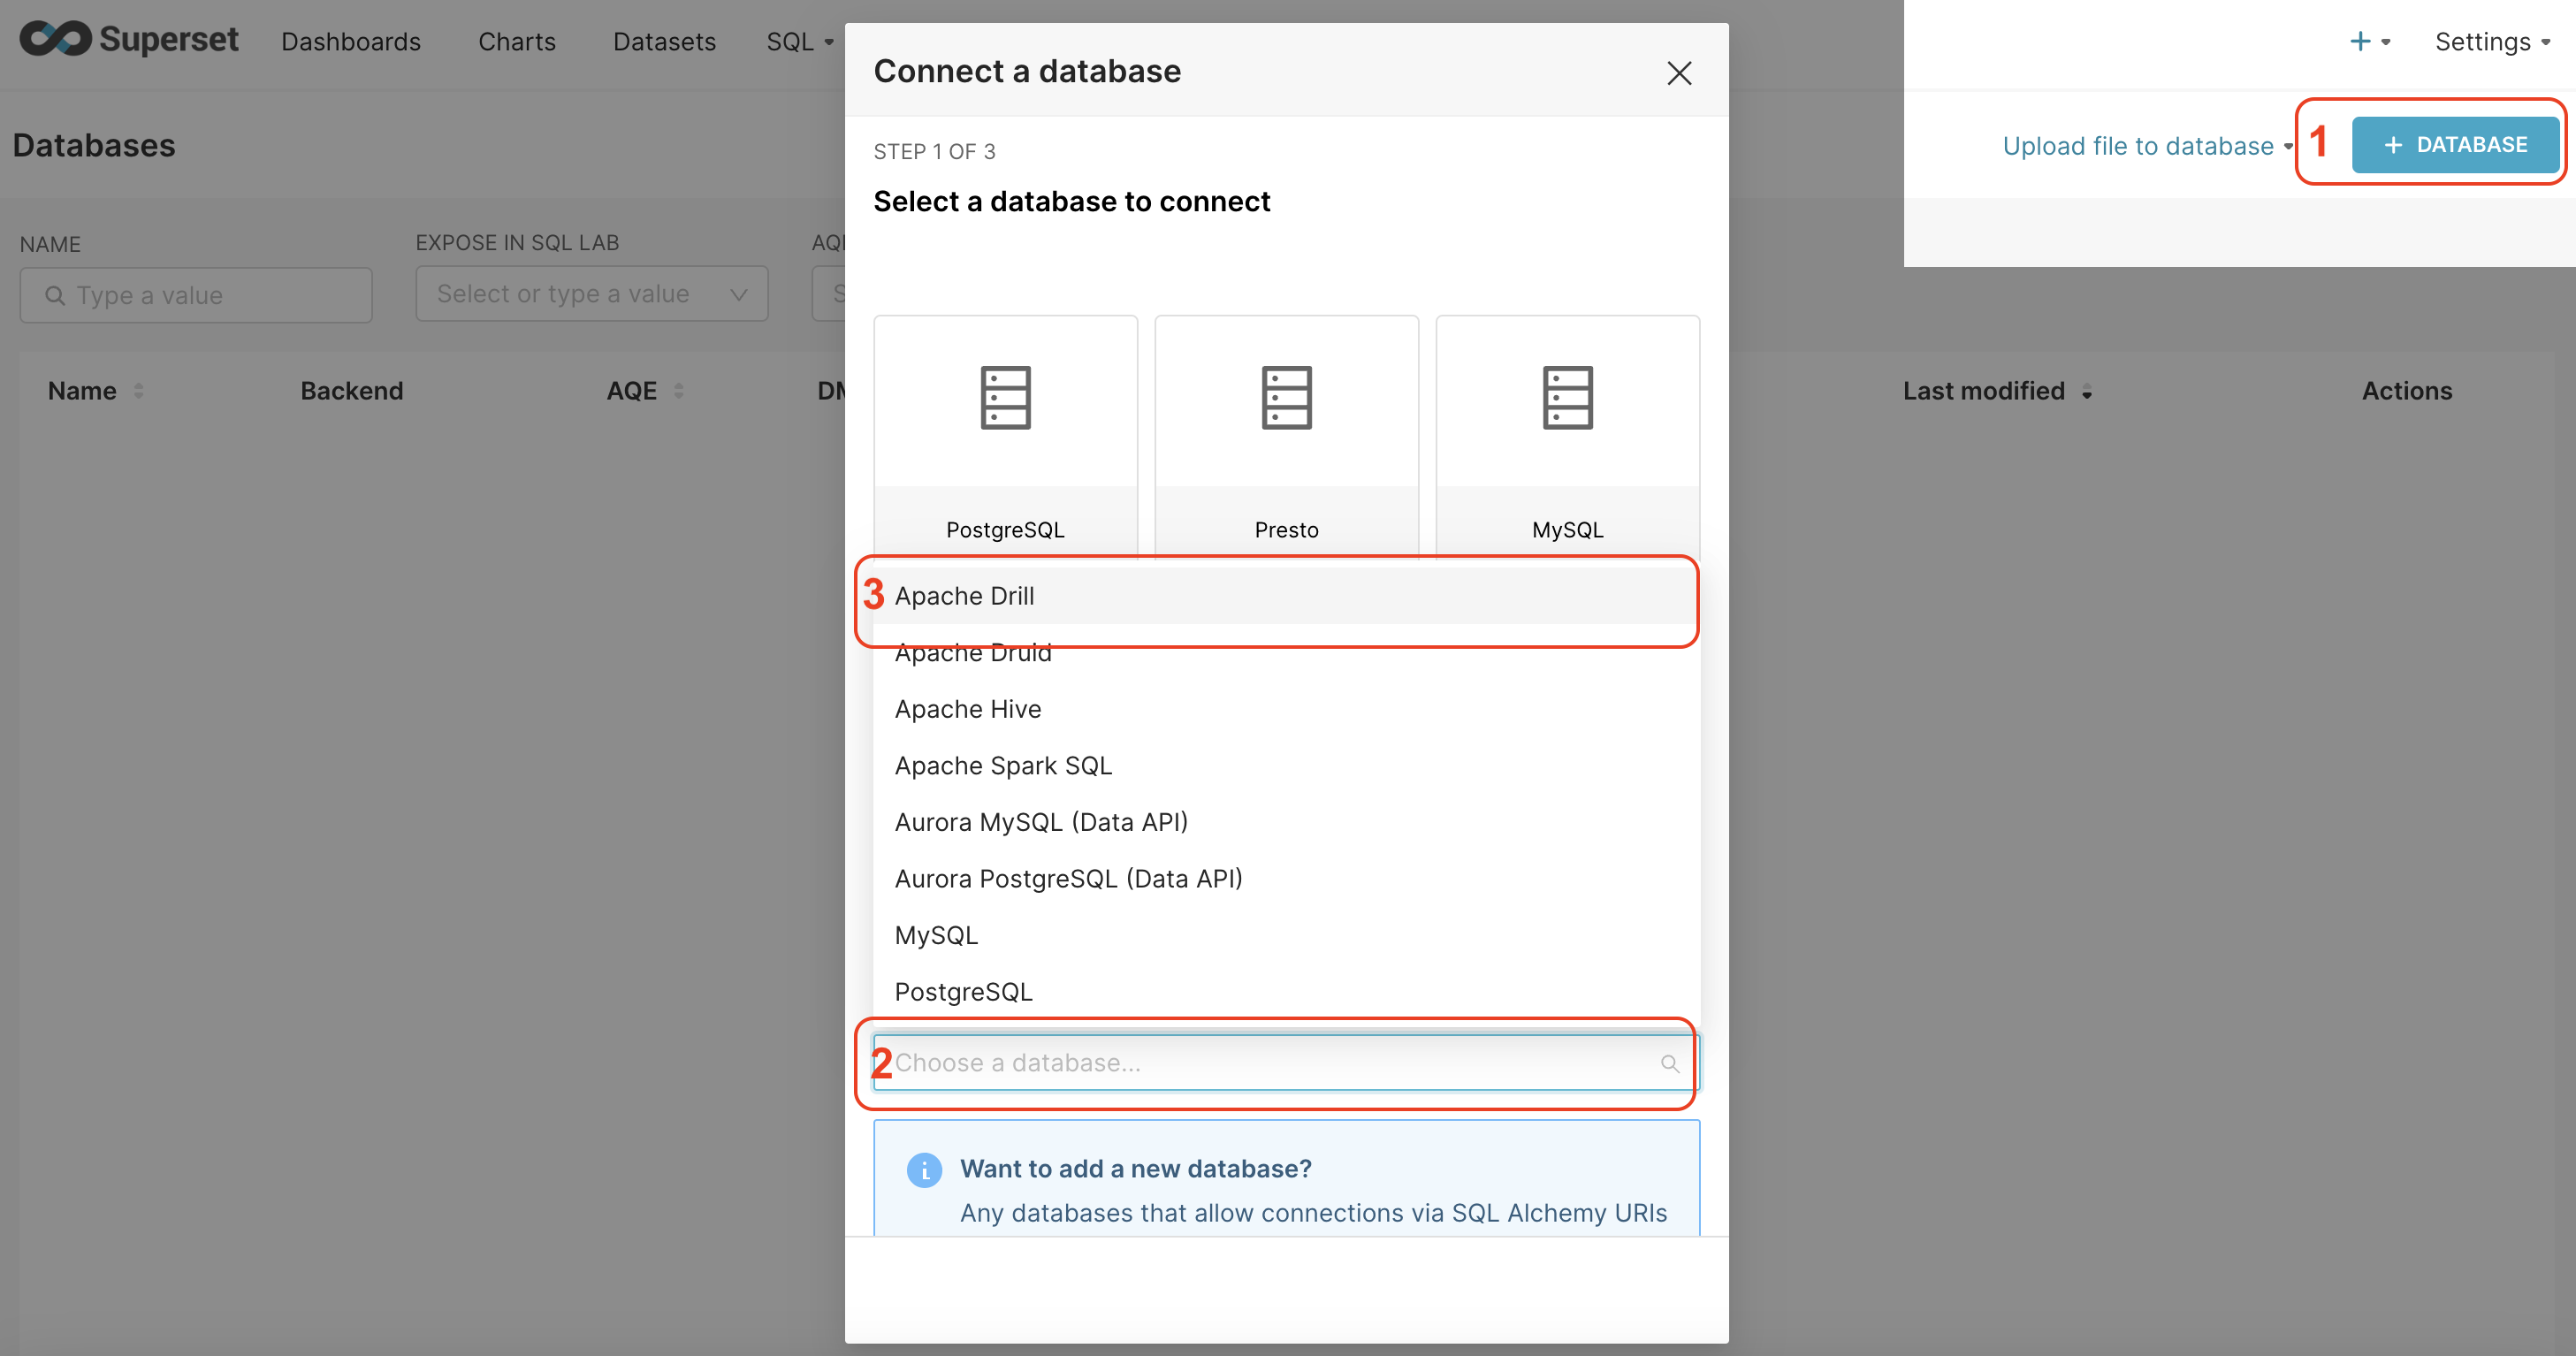 Superset Dashboards Charts Datasets SQL
+ Settings
Connect a database
Databases
Upload file to database
1 + DATABASE
STEP 1 OF 3
Select a database to connect
NAME
EXPOSE IN SQL LAB
Type a value
Select or type a value
Name Backend AQE
Last modified Actions
PostgreSQL Presto MySQL
3 Apache Drill
Apache Druid
Apache Hive
Apache Spark SQL
Aurora MySQL (Data API)
Aurora PostgreSQL (Data API)
MySQL
PostgreSQL
2 Choose a database...
Want to add a new database?
Any databases that allow connections via SQL Alchemy URIs